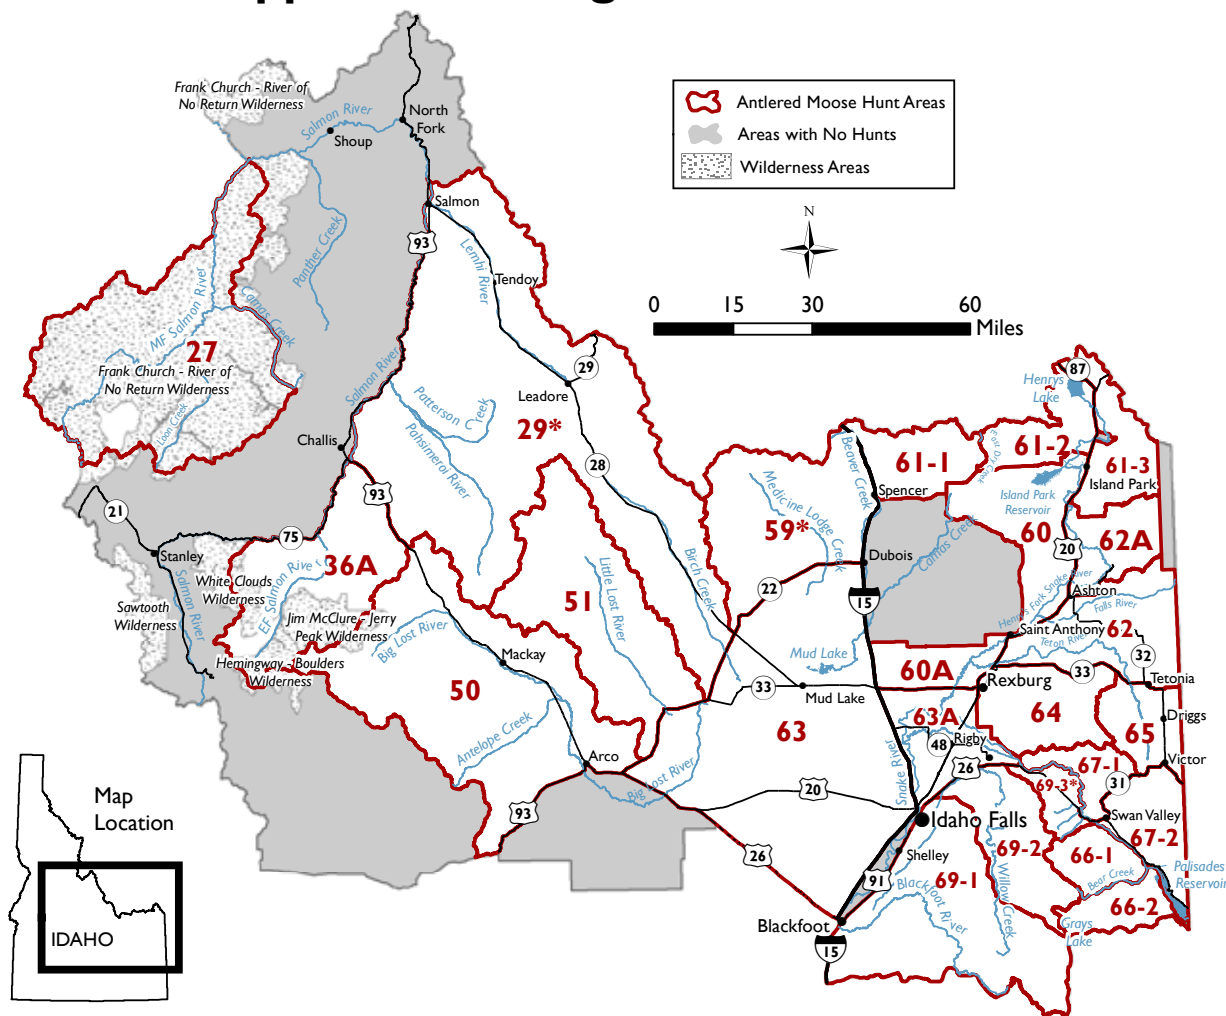 Frank Church - River of
No Return Wilderness
Salmon River
North
Fork
Shoup
Antlered Moose Hunt Areas
Areas with No Hunts
Wilderness Areas
Salmon
93
N
Panther Creek
Lemhi River
Tendoy
0 15 30 60
Miles
MF Salmon River
Camas Creek
27
Frank Church - River of
No Return Wilderness
Loon Creek
Salmon River
29
Leadore
Patterson Creek
29*
Pahsimeroi River
Challis
28
93
87
Henrys
Lake
61-2
61-1
61-3
Island Park
Island Park
Reservoir
Beaver Creek
Spencer
Medicine Lodge Creek
59*
60
Camas Creek
20
62A
Dubois
21
75
Stanley
36A
Salmon River
White Clouds
Wilderness
EF Salmon River
Sawtooth
Wilderness
Jim McClure - Jerry
Peak Wilderness
Hemingway - Boulders
Wilderness
Birch Creek
22
15
51
Little Lost River
Big Lost River
Mackay
50
Antelope Creek
Ashton
Henrys Fork Snake River
Falls River
Saint Anthony
62
Teton River
32
Mud Lake
60A
33
Mud Lake
Rexburg
33
Tetonia
63A
64
Driggs
63
65
48
Rigby
Victor
67-1
26
31
69-3*
Arco
Big Lost River
Snake River
20
93
Idaho Falls
Swan Valley
67-2
69-2
66-1
Shelley
26
Palisades
Reservoir
91
69-1
Willow Creek
Bear Creek
66-2
Blackfoot River
Blackfoot
Grays
Lake
15
Map
Location
IDAHO